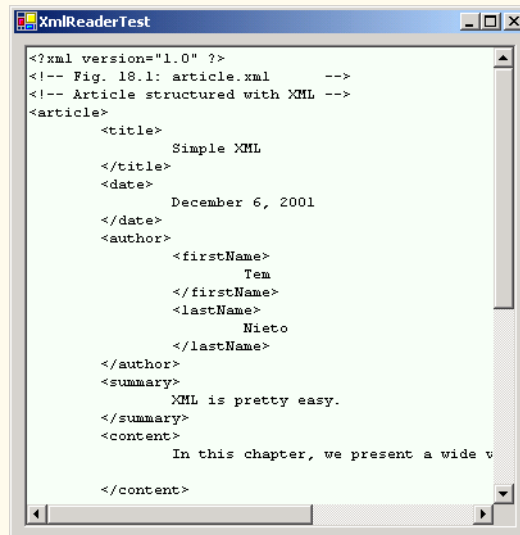 XmlReaderTest
<?xml version="1.0" ?>
<!-- Fig. 18.1: article.xml       -->
<!-- Article structured with XML -->
<article>
        <title>
                Simple XML
        </title>
        <date>
                December 6, 2001
        </date>
        <author>
                <firstName>
                        Tem
                </firstName>
                <lastName>
                        Nieto
                </lastName>
        </author>
        <summary>
                XML is pretty easy.
        </summary>
        <content>
                In this chapter, we present a wide v
        </content>